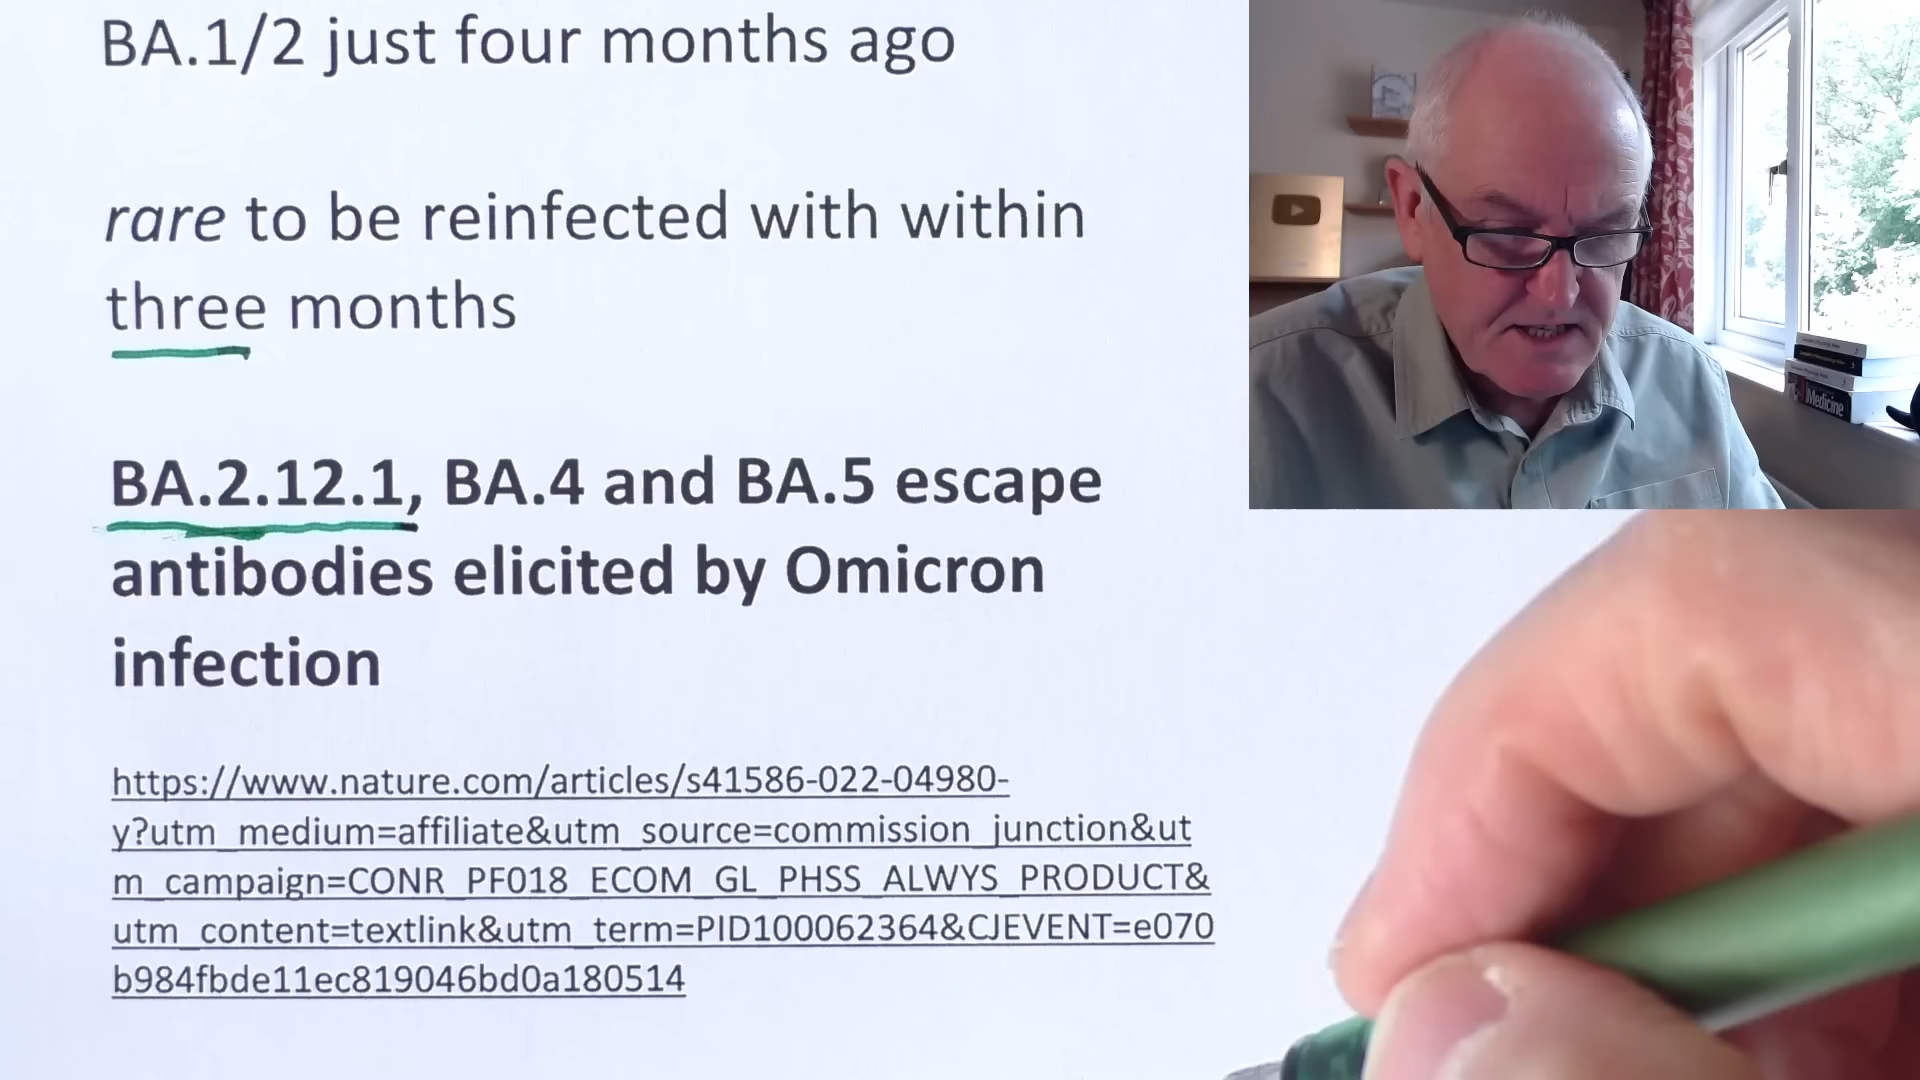 BA.1/2 just four months ago
rare to be reinfected with within
three months
BA.2.12.1, BA.4 and BA.5 escape
antibodies elicited by Omicron
infection
https://www.nature.com/articles/s41586-022-04980-
y?utm_medium=affiliate&utm_source=commission_junction&ut
m_campaign=CONR_PF018_ECOM_GL_PHSS_ALWYS_PRODUCT&
utm_content=textlink&utm_term=PID100062364&CJEVENT=e070
b984fbde11ec819046bd0a180514
Medicine